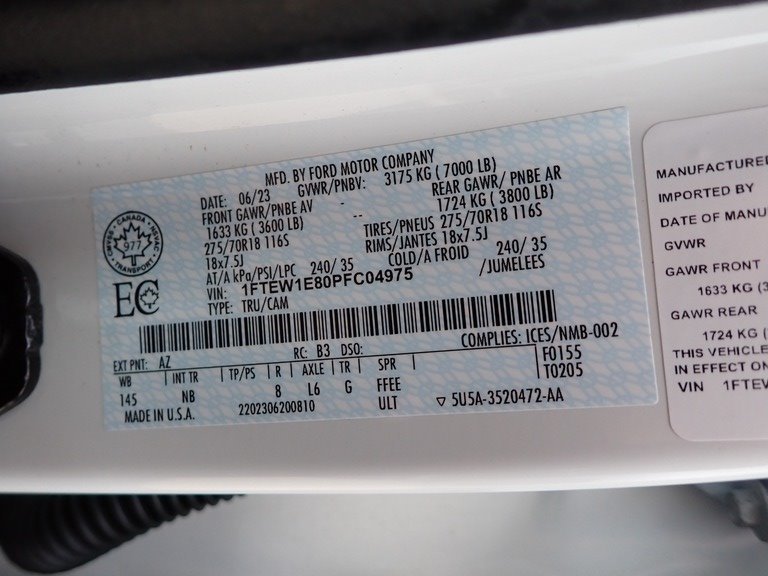 MFD. BY FORD MOTOR COMPANY
DATE: 06/23 GVWR/PNBV: 3175 KG ( 7000 LB)
FRONT GAWR/PNBE AV -- REAR GAWR/ PNBE AR
1633 KG ( 3600 LB) -- 1724 KG ( 3800 LB)
275/70R18 116S TIRES/PNEUS 275/70R18 116S
18x7.5J RIMS/JANTES 18x7.5J
AT/A kPa/PSI/LPC 240/ 35 COLD/A FROID 240/ 35
VIN: 1FTEW1E80PFC04975 /JUMELEES
TYPE: TRU/CAM
CANADA
977
TRANSPORT
EC
COMPLIES: ICES/NMB-002
EXT PNT: AZ RC: B3 DSO: F0155
T0205
WB INT TR TP/PS R AXLE TR SPR
145 NB 8 L6 G FFEE
MADE IN U.S.A. 2202306200810 ULT ▽ 5U5A-3520472-AA
MANUFACTURE
IMPORTED BY
DATE OF MANU
GVWR
GAWR FRONT
1633 KG (3
GAWR REAR
1724 KG (
THIS VEHICLE
IN EFFECT ON
VIN 1FTEV